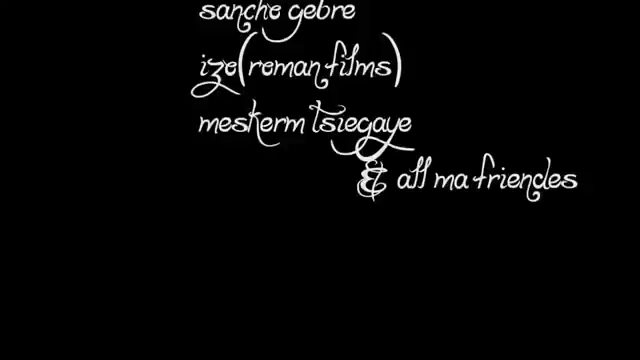 sancho gebre
izo(roman films)
meskerm tsiegaye
& all ma friendes